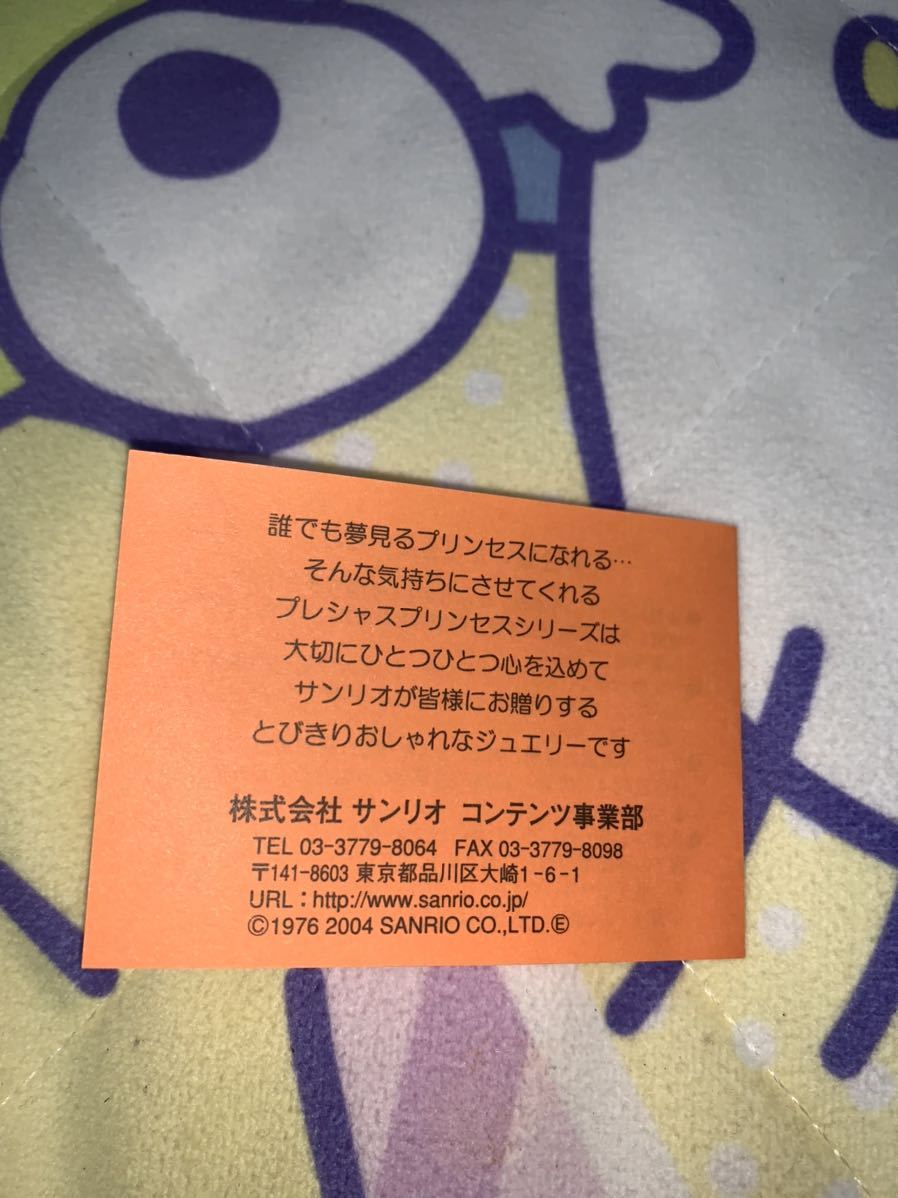 誰でも夢見るプリンセスになれる…
そんな気持ちにさせてくれる
プレシャスプリンセスシリーズは
大切にひとつひとつ心を込めて
サンリオが皆様にお贈りする
とびきりおしゃれなジュエリーです
株式会社 サンリオ コンテンツ事業部
TEL 03-3779-8064 FAX 03-3779-8098
〒141-8603 東京都品川区大崎1-6-1
URL：http://www.sanrio.co.jp/
©1976 2004 SANRIO CO.,LTD.Ⓔ